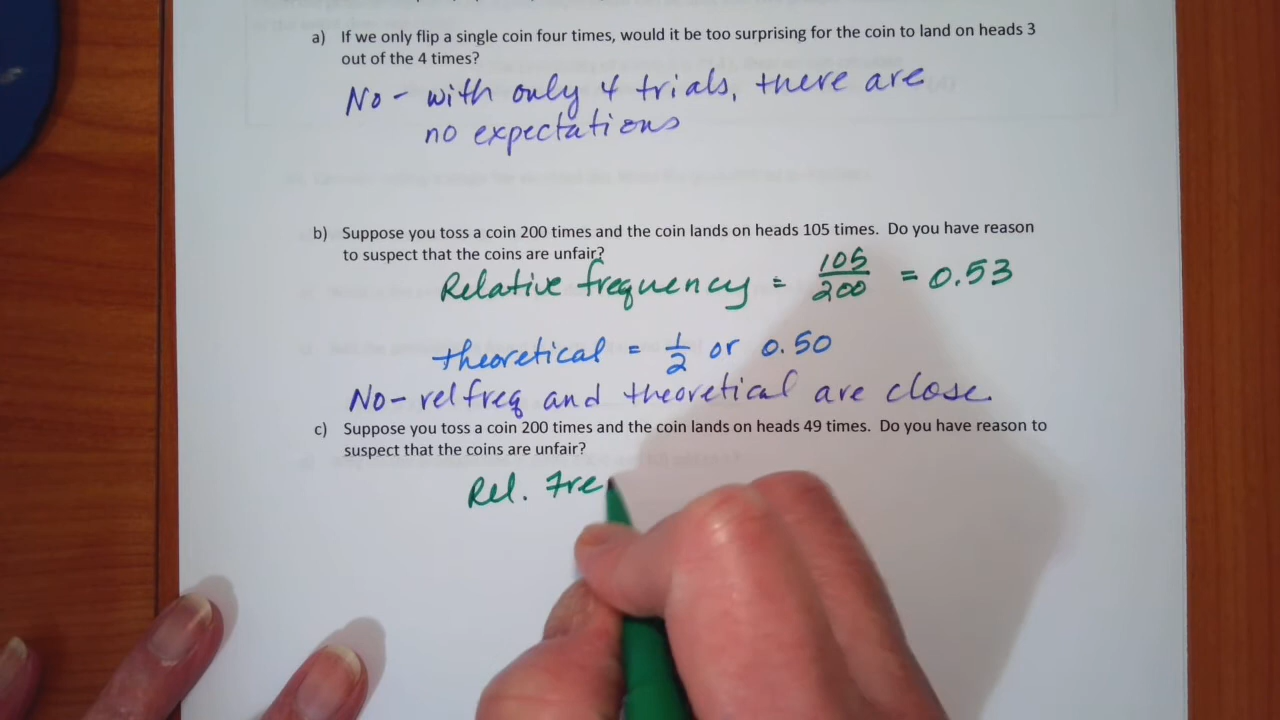 a) If we only flip a single coin four times, would it be too surprising for the coin to land on heads 3
out of the 4 times?
No - with only 4 trials, there are
no expectations
b) Suppose you toss a coin 200 times and the coin lands on heads 105 times. Do you have reason
to suspect that the coins are unfair?
Relative frequency = 105/200 = 0.53
theoretical = 1/2 or 0.50
No - rel freq and theoretical are close.
c) Suppose you toss a coin 200 times and the coin lands on heads 49 times. Do you have reason to
suspect that the coins are unfair?
Rel. Fre